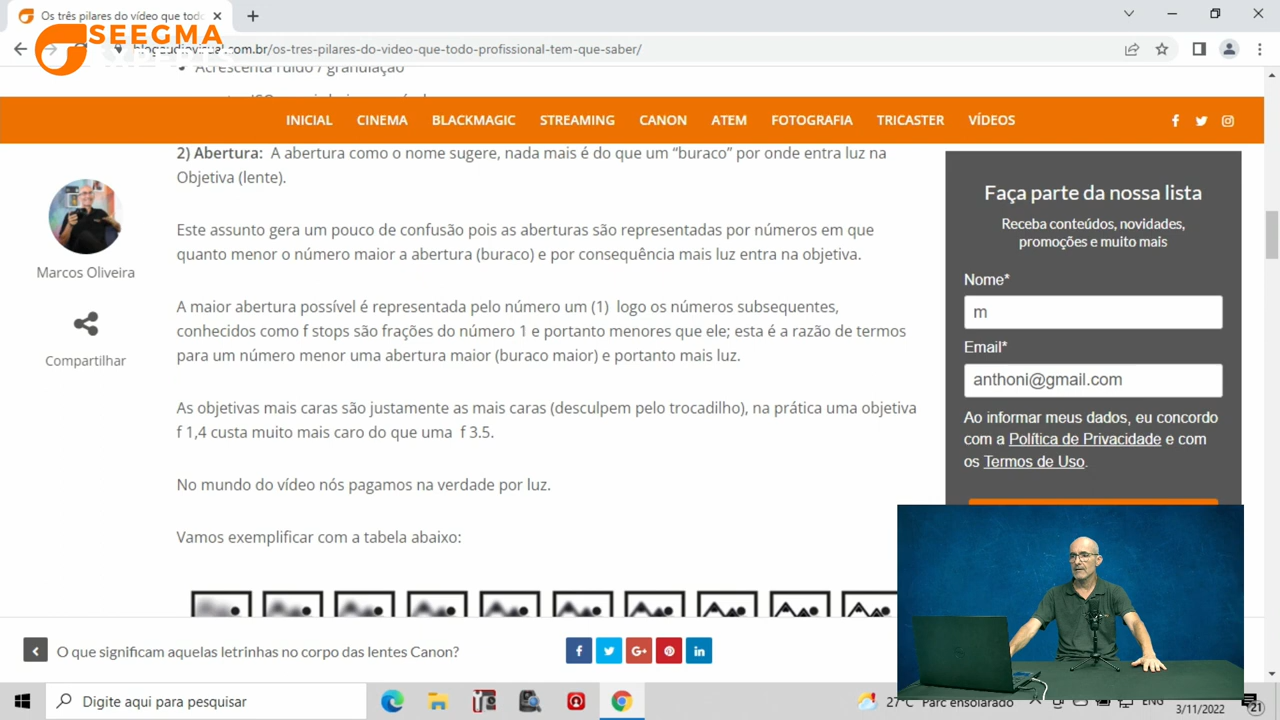 Os três pilares do vídeo que tod
SEEGMA
blogaudiovisual.com.br/os-tres-pilares-do-video-que-todo-profissional-tem-que-saber/
Acrescenta ruído / granulação
INICIAL CINEMA BLACKMAGIC STREAMING CANON ATEM FOTOGRAFIA TRICASTER VÍDEOS
2) Abertura: A abertura como o nome sugere, nada mais é do que um “buraco” por onde entra luz na
Objetiva (lente).
Este assunto gera um pouco de confusão pois as aberturas são representadas por números em que
quanto menor o número maior a abertura (buraco) e por consequência mais luz entra na objetiva.
Marcos Oliveira
A maior abertura possível é representada pelo número um (1) logo os números subsequentes,
conhecidos como f stops são frações do número 1 e portanto menores que ele; esta é a razão de termos
para um número menor uma abertura maior (buraco maior) e portanto mais luz.
Compartilhar
As objetivas mais caras são justamente as mais caras (desculpem pelo trocadilho), na prática uma objetiva
f 1,4 custa muito mais caro do que uma f 3.5.
No mundo do vídeo nós pagamos na verdade por luz.
Vamos exemplificar com a tabela abaixo:
Faça parte da nossa lista
Receba conteúdos, novidades,
promoções e muito mais
Nome*
m
Email*
anthoni@gmail.com
Ao informar meus dados, eu concordo
com a Política de Privacidade e com
os Termos de Uso.
O que significam aquelas letrinhas no corpo das lentes Canon?
Digite aqui para pesquisar
27°C Parc ensolarado
ENG
3/11/2022
21